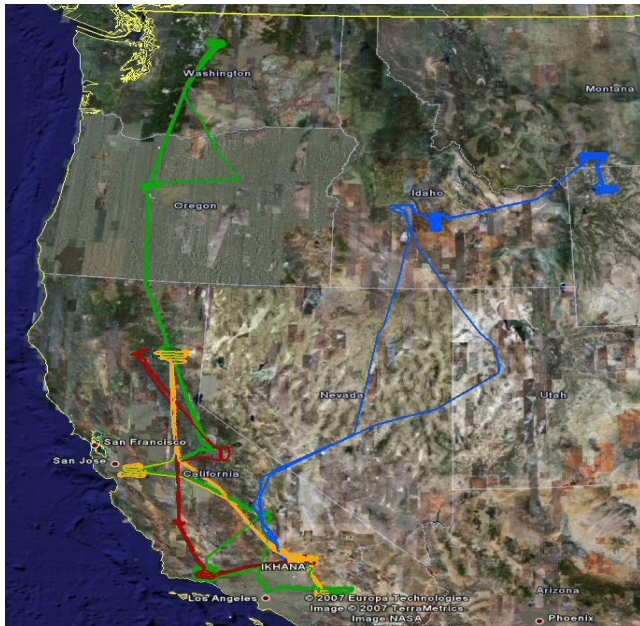 Washington
Montana
Idaho
Oregon
Nevada
Utah
San Francisco
San Jose
California
IKHANA
Los Angeles
© 2007 Europa Technologies
Image © 2007 TerraMetrics
Image NASA
Arizona
Phoenix